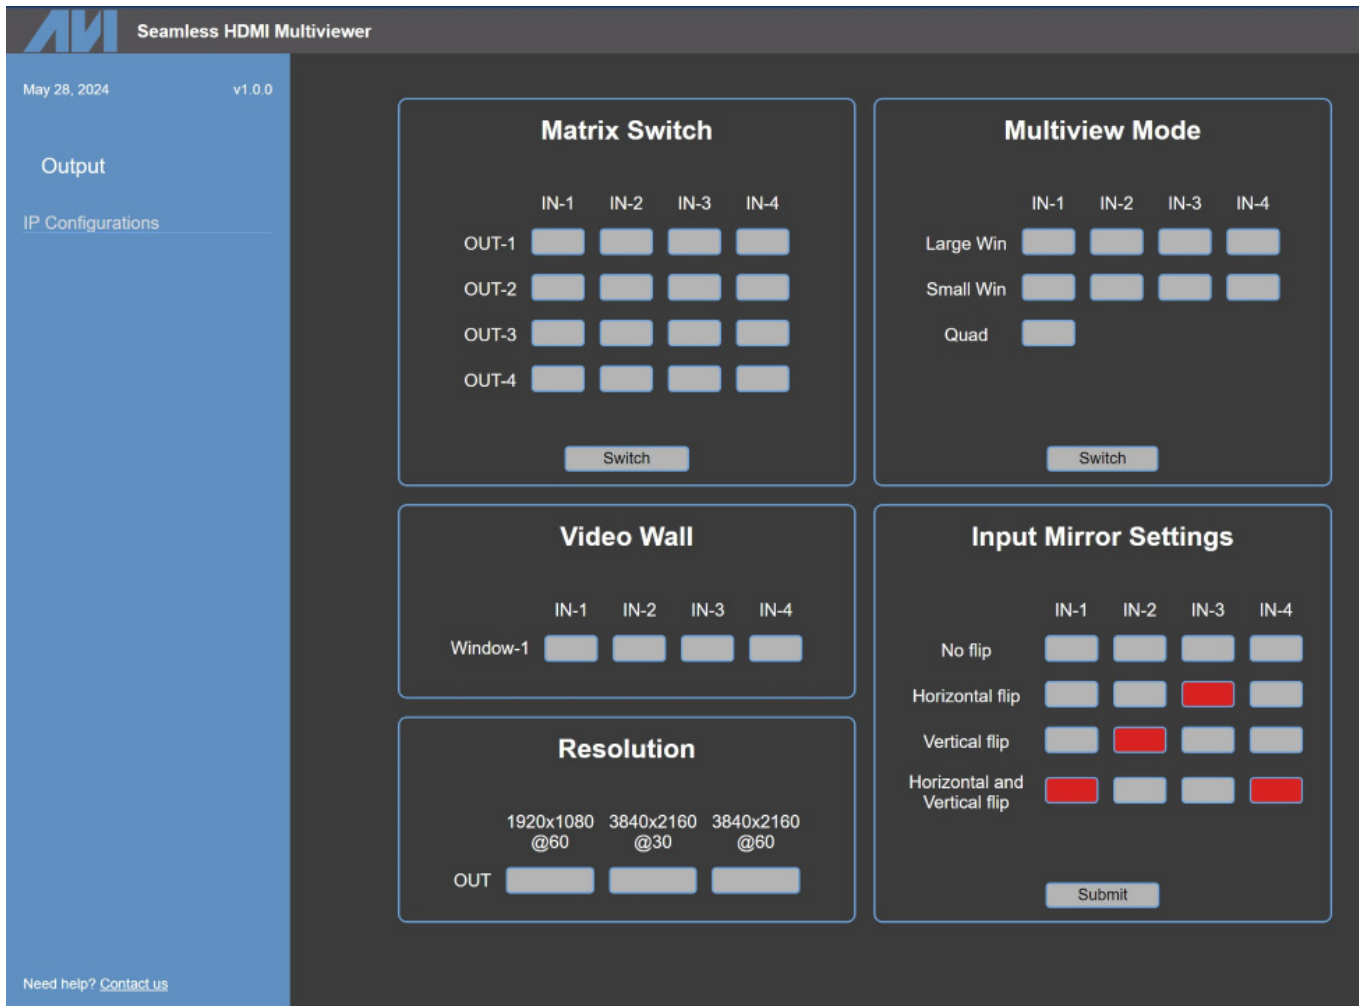 AVI
Seamless HDMI Multiviewer
May 28, 2024 v1.0.0
Output
IP Configurations
Need help? Contact us
Matrix Switch
IN-1 IN-2 IN-3 IN-4
OUT-1
OUT-2
OUT-3
OUT-4
Switch
Multiview Mode
IN-1 IN-2 IN-3 IN-4
Large Win
Small Win
Quad
Switch
Video Wall
IN-1 IN-2 IN-3 IN-4
Window-1
Input Mirror Settings
IN-1 IN-2 IN-3 IN-4
No flip
Horizontal flip
Vertical flip
Horizontal and
Vertical flip
Submit
Resolution
1920x1080 3840x2160 3840x2160
@60 @30 @60
OUT